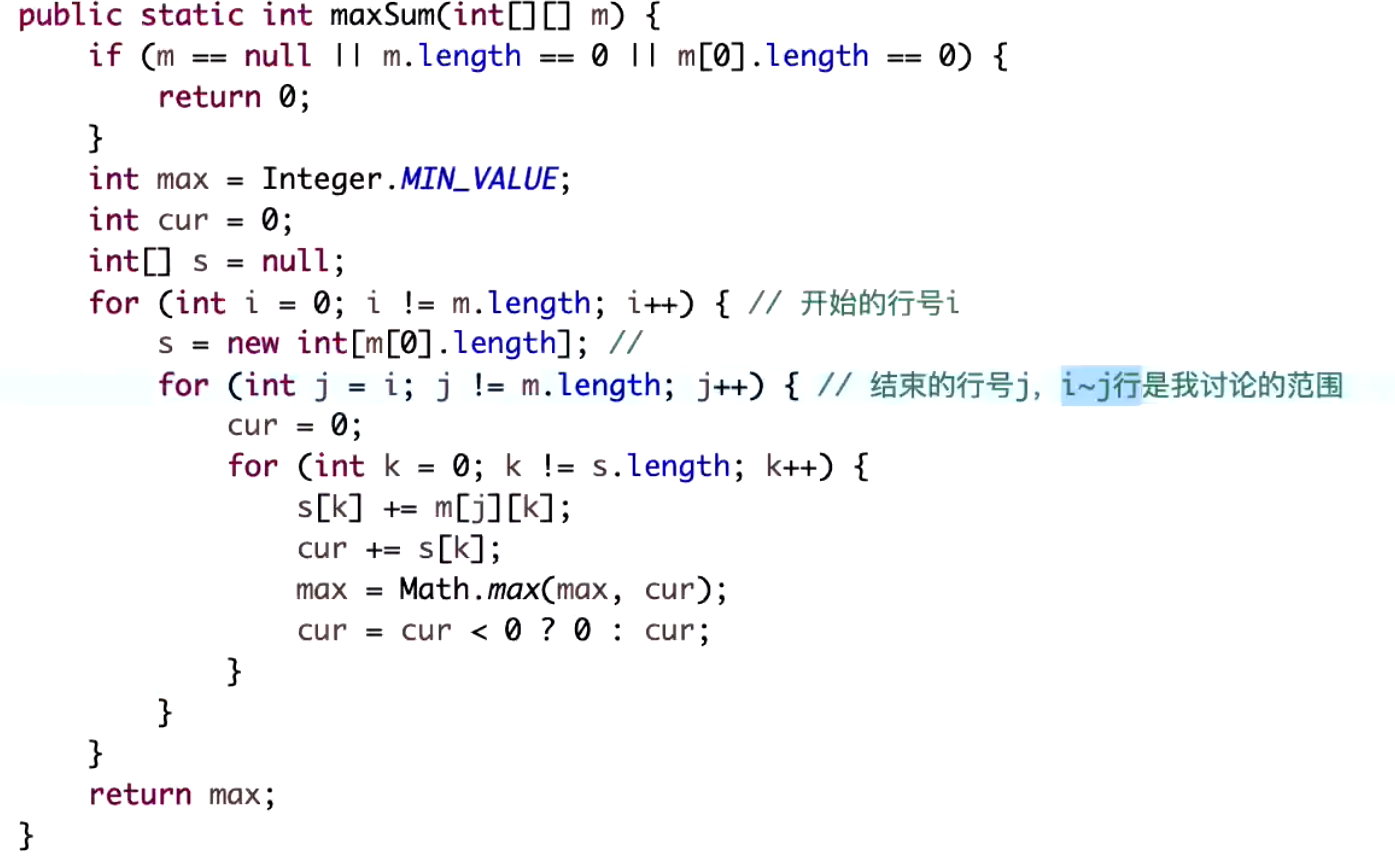 public static int maxSum(int[][] m) {
    if (m == null || m.length == 0 || m[0].length == 0) {
        return 0;
    }
    int max = Integer.MIN_VALUE;
    int cur = 0;
    int[] s = null;
    for (int i = 0; i != m.length; i++) { // 开始的行号i
        s = new int[m[0].length]; //
        for (int j = i; j != m.length; j++) { // 结束的行号j，i~j行是我讨论的范围
            cur = 0;
            for (int k = 0; k != s.length; k++) {
                s[k] += m[j][k];
                cur += s[k];
                max = Math.max(max, cur);
                cur = cur < 0 ? 0 : cur;
            }
        }
    }
    return max;
}